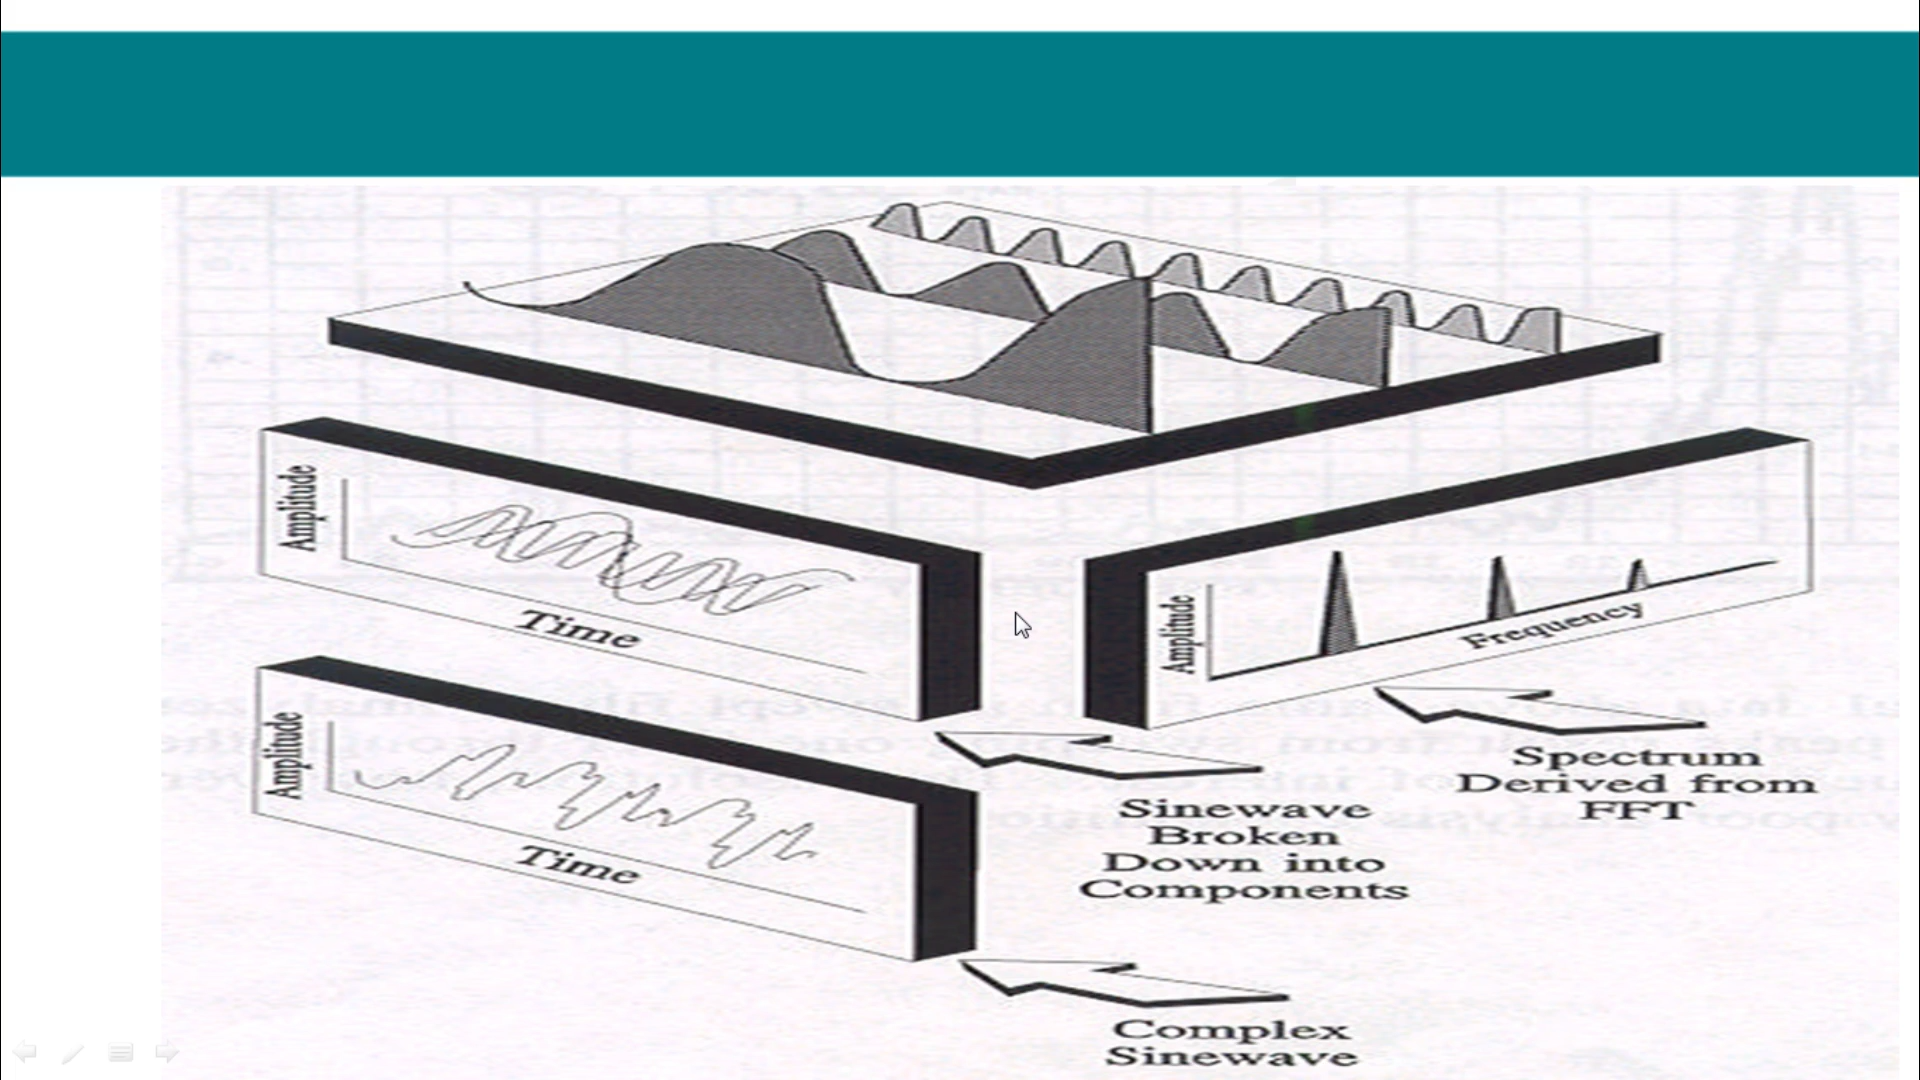 Amplitude
Time
Amplitude
Frequency
Spectrum
Derived from
FFT
Amplitude
Time
Sinewave
Broken
Down into
Components
Complex
Sinewave